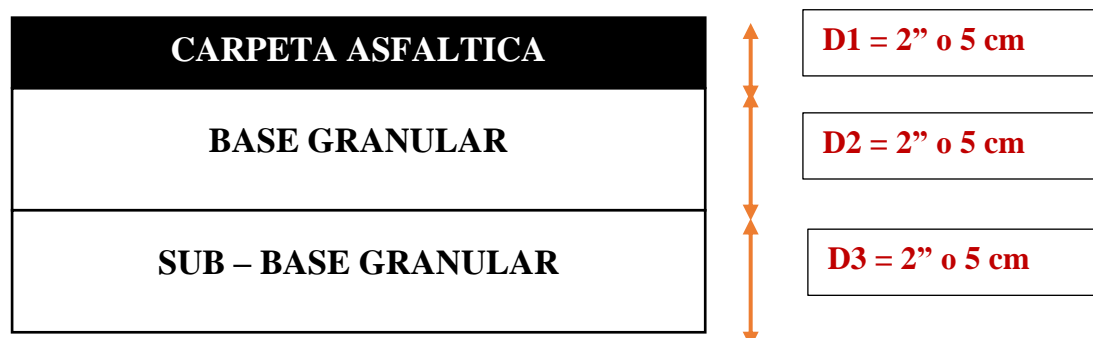 CARPETA ASFALTICA
D1 = 2” o 5 cm
BASE GRANULAR
D2 = 2” o 5 cm
SUB – BASE GRANULAR
D3 = 2” o 5 cm